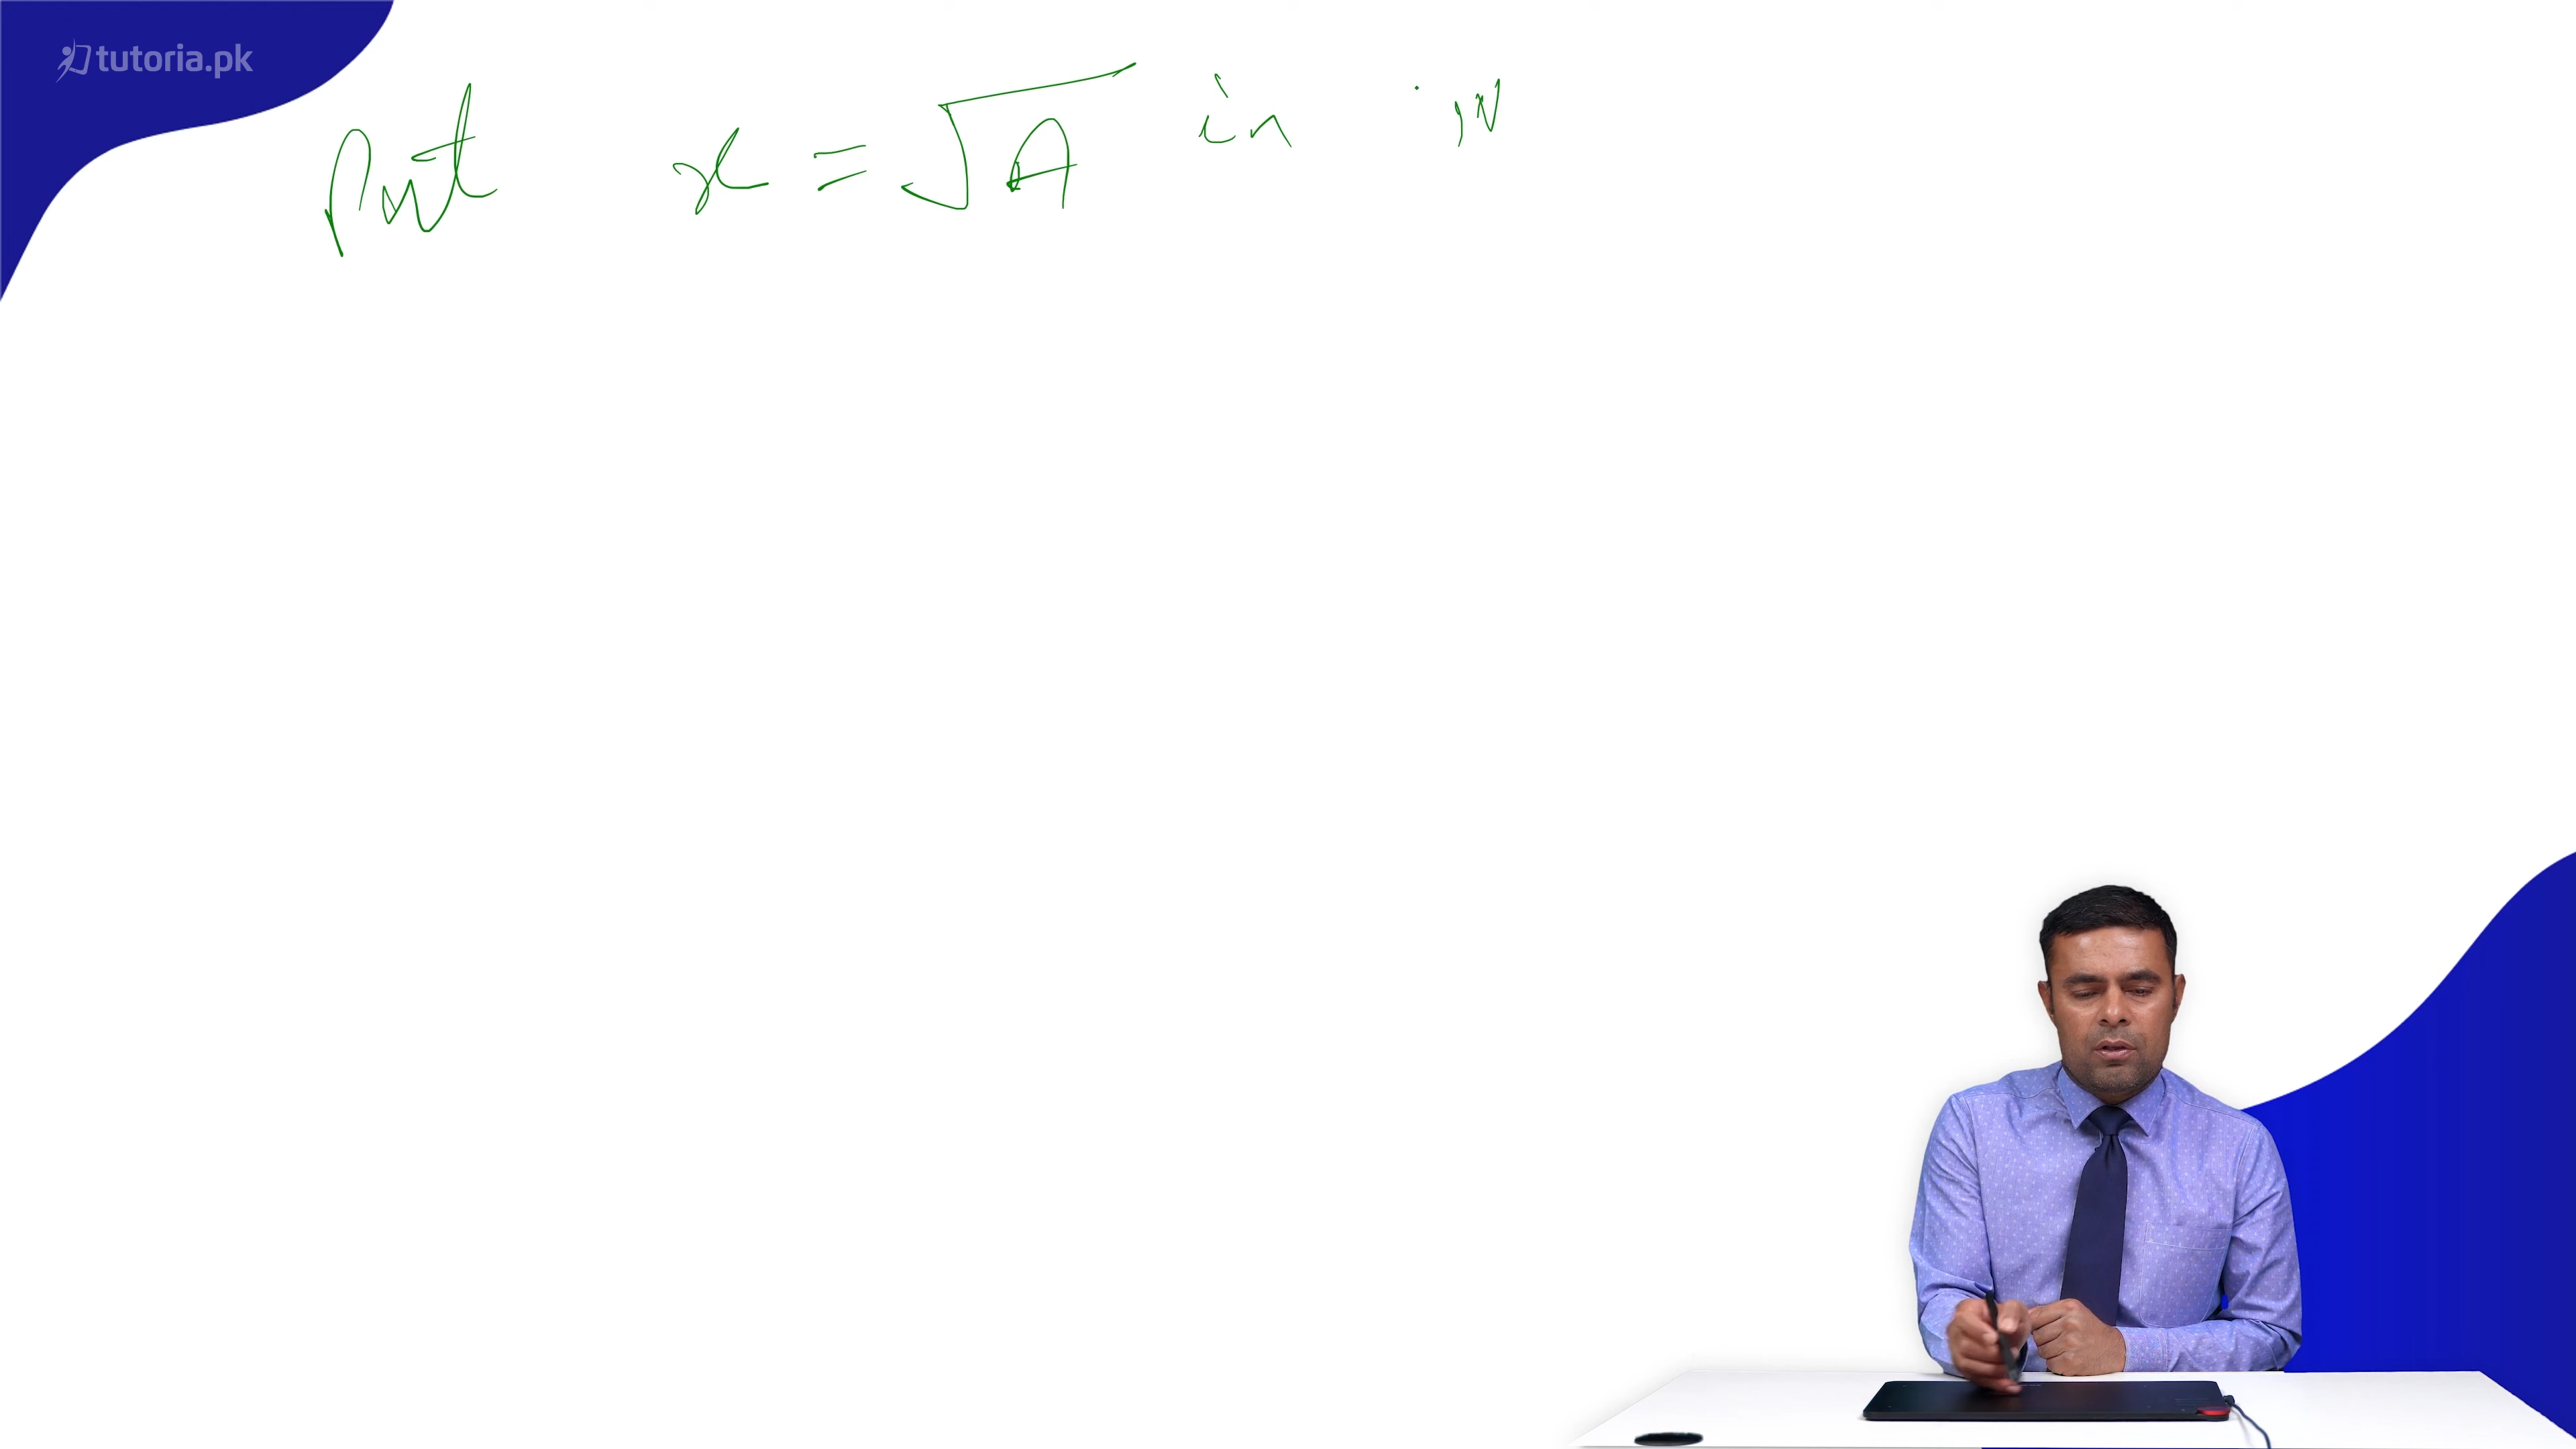 tutoria.pk
Put x = √A in